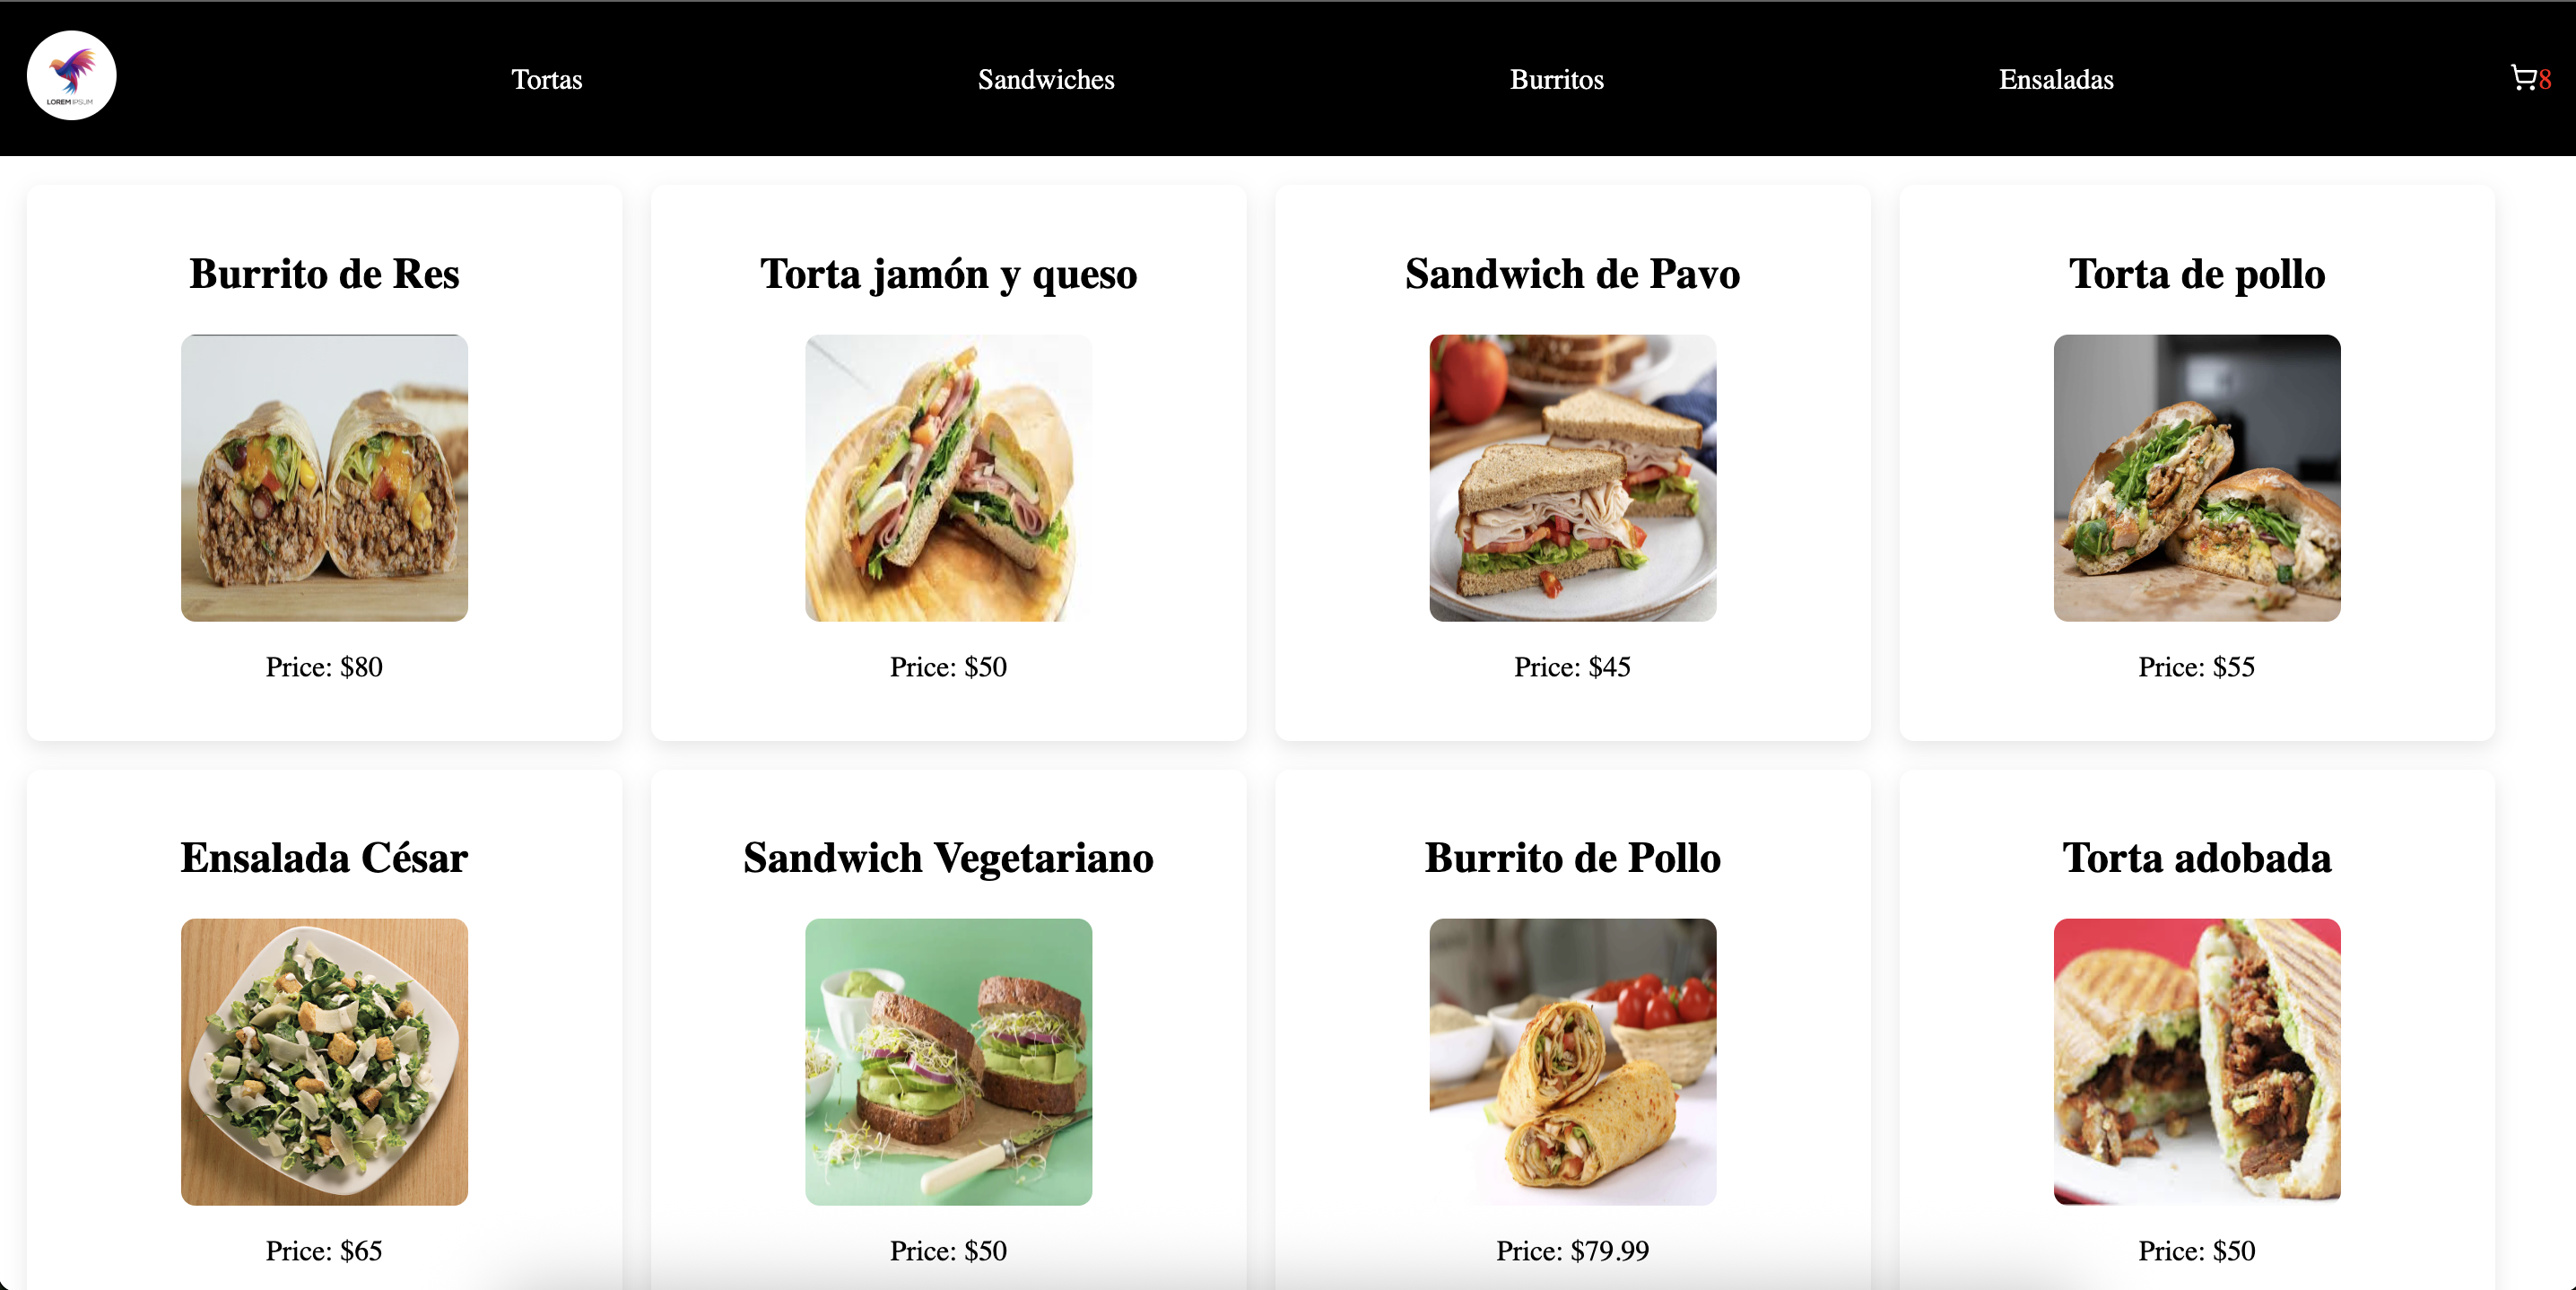 LOREM IPSUM
Tortas
Sandwiches
Burritos
Ensaladas
8
Burrito de Res
Torta jamón y queso
Sandwich de Pavo
Torta de pollo
Price: $80
Price: $50
Price: $45
Price: $55
Ensalada César
Sandwich Vegetariano
Burrito de Pollo
Torta adobada
Price: $65
Price: $50
Price: $79.99
Price: $50